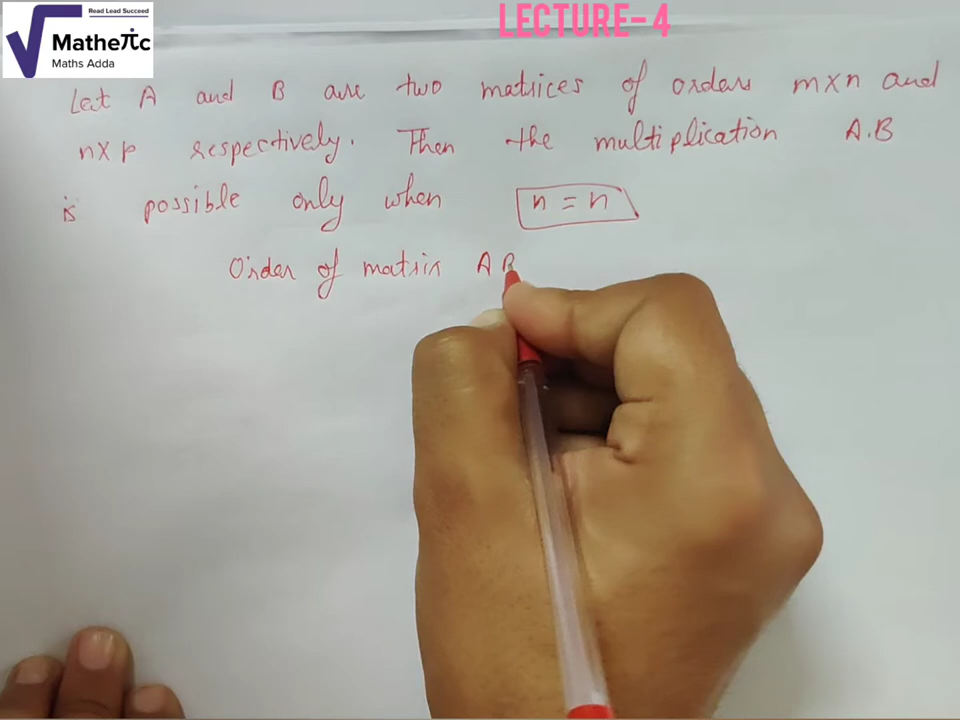 LECTURE-4
Read Lead Succeed
Matheπc
Maths Adda
Let A and B are two matrices of orders m×n and
n×p respectively. Then the multiplication A.B
is possible only when n = n
Order of matrix AB